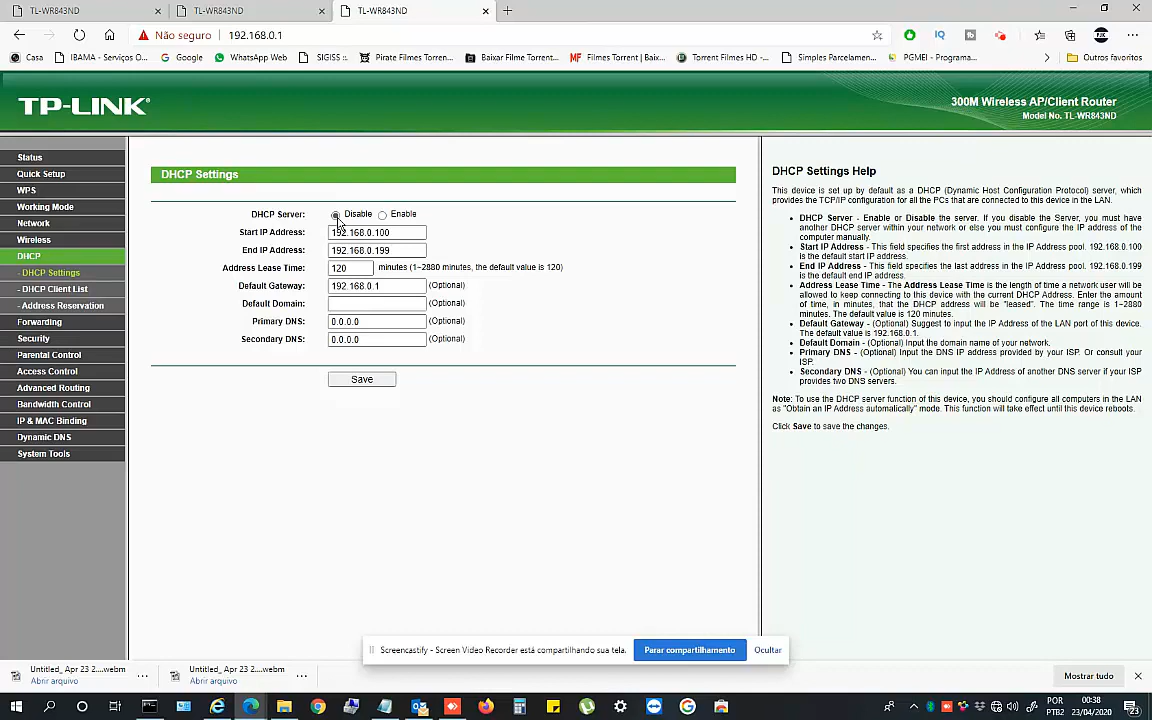 TL-WR843ND
TL-WR843ND
TL-WR843ND
Não seguro
192.168.0.1
Casa
IBAMA - Serviços O...
Google
WhatsApp Web
SIGISS ::.
Pirate Filmes Torren...
Baixar Filme Torrent...
Filmes Torrent | Baix...
Torrent Filmes HD -...
Simples Parcelamen...
PGMEI - Programa...
Outros favoritos
TP-LINK®
300M Wireless AP/Client Router
Model No. TL-WR843ND
Status
Quick Setup
WPS
Working Mode
Network
Wireless
DHCP
- DHCP Settings
- DHCP Client List
- Address Reservation
Forwarding
Security
Parental Control
Access Control
Advanced Routing
Bandwidth Control
IP & MAC Binding
Dynamic DNS
System Tools
DHCP Settings
DHCP Server: Disable Enable
Start IP Address: 192.168.0.100
End IP Address: 192.168.0.199
Address Lease Time: 120 minutes (1~2880 minutes, the default value is 120)
Default Gateway: 192.168.0.1 (Optional)
Default Domain: (Optional)
Primary DNS: 0.0.0.0 (Optional)
Secondary DNS: 0.0.0.0 (Optional)
Save
DHCP Settings Help
This device is set up by default as a DHCP (Dynamic Host Configuration Protocol) server, which
provides the TCP/IP configuration for all the PCs that are connected to this device in the LAN.
• DHCP Server - Enable or Disable the server. If you disable the Server, you must have
another DHCP server within your network or else you must configure the IP address of the
computer manually.
• Start IP Address - This field specifies the first address in the IP Address pool. 192.168.0.100
is the default start IP address.
• End IP Address - This field specifies the last address in the IP Address pool. 192.168.0.199
is the default end IP address.
• Address Lease Time - The Address Lease Time is the length of time a network user will be
allowed to keep connecting to this device with the current DHCP Address. Enter the amount
of time, in minutes, that the DHCP address will be "leased". The time range is 1~2880
minutes. The default value is 120 minutes.
• Default Gateway - (Optional) Suggest to input the IP Address of the LAN port of this device.
The default value is 192.168.0.1.
• Default Domain - (Optional) Input the domain name of your network.
• Primary DNS - (Optional) Input the DNS IP address provided by your ISP. Or consult your
ISP.
• Secondary DNS - (Optional) You can input the IP Address of another DNS server if your ISP
provides two DNS servers.
Note: To use the DHCP server function of this device, you should configure all computers in the LAN
as "Obtain an IP Address automatically" mode. This function will take effect until this device reboots.
Click Save to save the changes.
Screencastify - Screen Video Recorder está compartilhando sua tela.
Parar compartilhamento
Ocultar
Untitled_ Apr 23 2....webm
Abrir arquivo
Untitled_ Apr 23 2....webm
Abrir arquivo
Mostrar tudo
POR
PTB2
00:38
23/04/2020
23